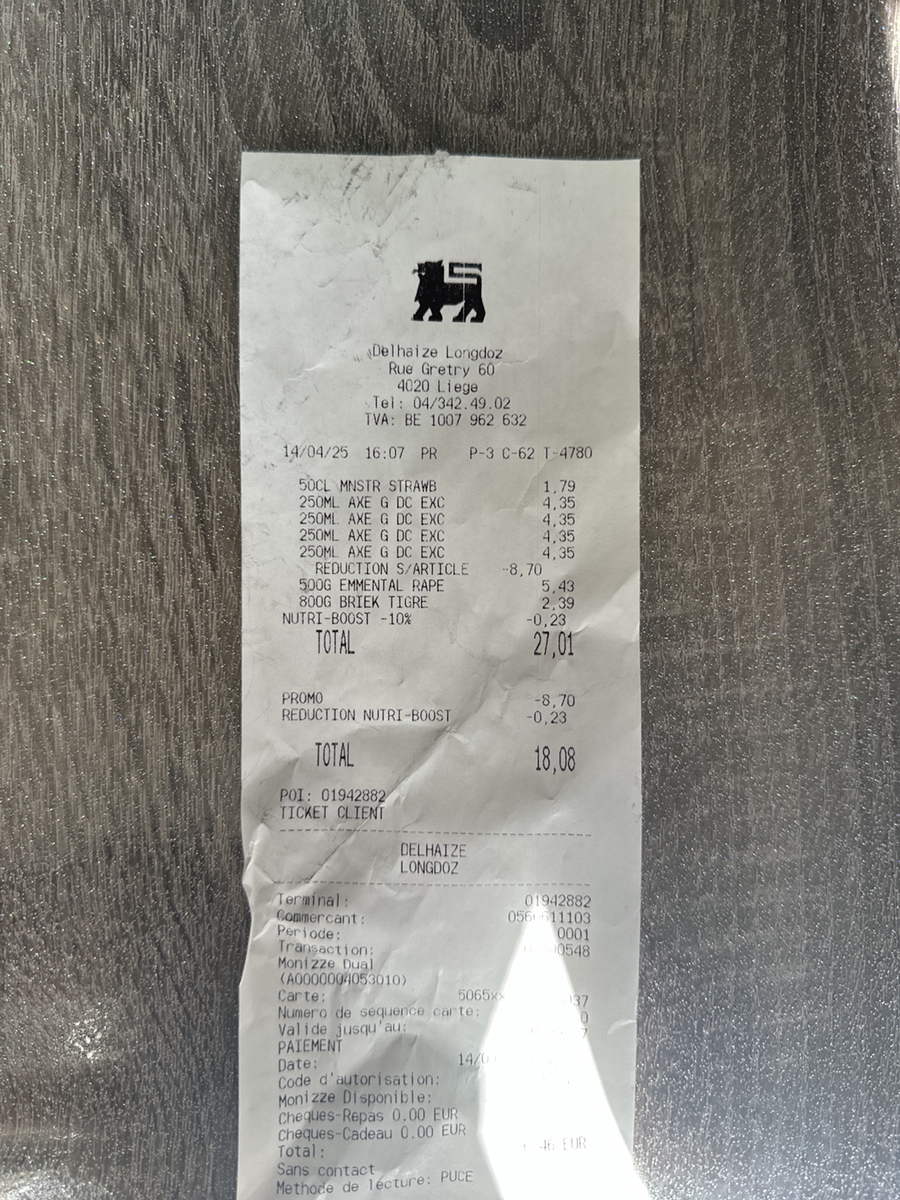 Delhaize Longdoz
Rue Gretry 60
4020 Liege
Tel: 04/342.49.02
TVA: BE 1007 962 632
14/04/25 16:07 PR P-3 C-62 T-4780
50CL MNSTR STRAWB 1,79
250ML AXE G DC EXC 4,35
250ML AXE G DC EXC 4,35
250ML AXE G DC EXC 4,35
250ML AXE G DC EXC 4,35
REDUCTION S/ARTICLE -8,70
500G EMMENTAL RAPE 5,43
800G BRIEK TIGRE 2,39
NUTRI-BOOST -10% -0,23
TOTAL 27,01
PROMO -8,70
REDUCTION NUTRI-BOOST -0,23
TOTAL 18,08
POI: 01942882
TICKET CLIENT
DELHAIZE
LONGDOZ
Terminal: 01942882
Commercant:
Periode: 0001
Transaction:
Monizze Dual
(A0000004053010)
Carte:
Numero de sequence carte:
Valide jusqu'au:
PAIEMENT
Date:
Code d'autorisation:
Monizze Disponible:
Cheques-Repas 0.00 EUR
Cheques-Cadeau 0.00 EUR
Total: EUR
Sans contact
Methode de lecture: PUCE